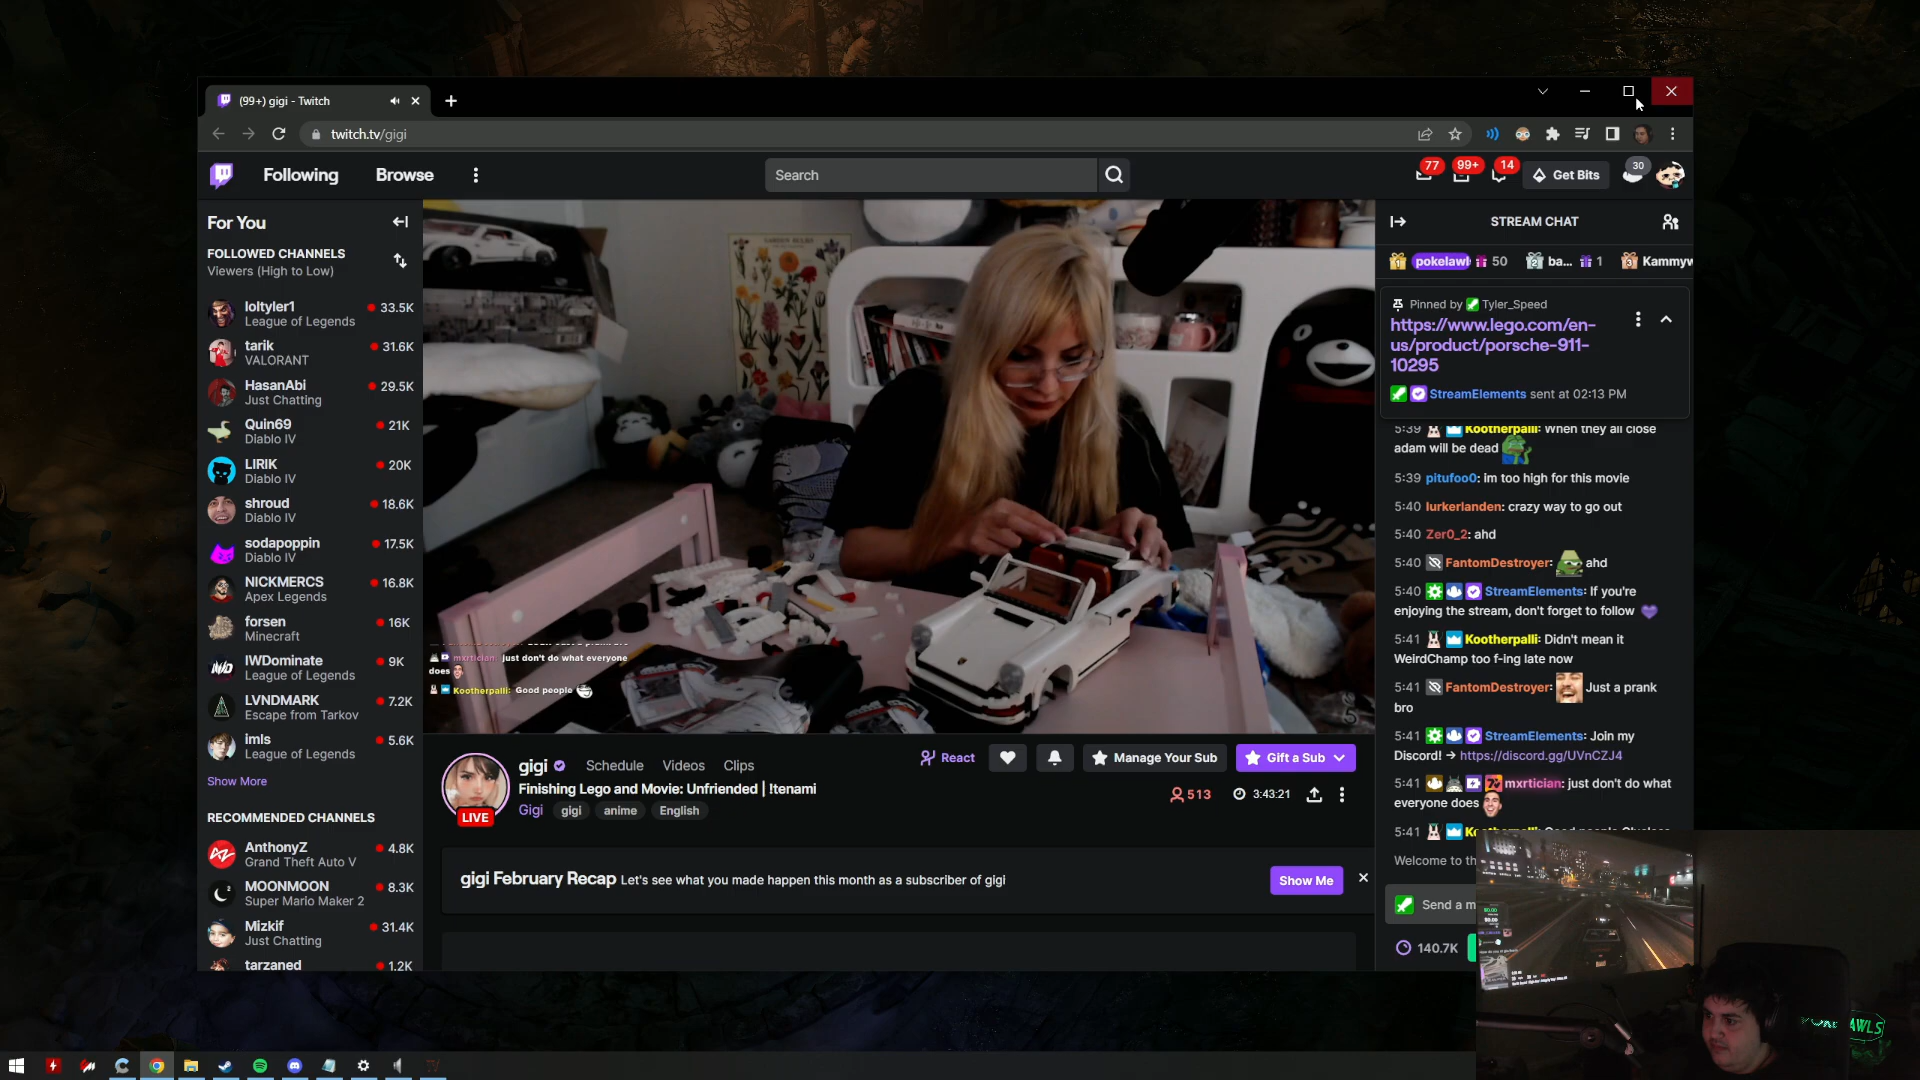 (99+) gigi - Twitch
twitch.tv/gigi
Following
Browse
Search
77
99+
14
Get Bits
30
For You
FOLLOWED CHANNELS
Viewers (High to Low)
loltyler1
33.5K
League of Legends
tarik
31.6K
VALORANT
HasanAbi
29.5K
Just Chatting
Quin69
21K
Diablo IV
LIRIK
20K
Diablo IV
shroud
18.6K
Diablo IV
sodapoppin
17.5K
Diablo IV
NICKMERCS
16.8K
Apex Legends
forsen
16K
Minecraft
IWDominate
9K
League of Legends
LVNDMARK
7.2K
Escape from Tarkov
imls
5.6K
League of Legends
Show More
RECOMMENDED CHANNELS
AnthonyZ
4.8K
Grand Theft Auto V
MOONMOON
8.3K
Super Mario Maker 2
Mizkif
31.4K
Just Chatting
tarzaned
1.2K
mxrtician: just don't do what everyone
does
Kootherpalli: Good people
LIVE
gigi
Schedule
Videos
Clips
Finishing Lego and Movie: Unfriended | !tenami
Gigi
gigi
anime
English
React
Manage Your Sub
Gift a Sub
513
3:43:21
gigi February Recap Let's see what you made happen this month as a subscriber of gigi
Show Me
STREAM CHAT
pokelawl
50
ba...
1
Kammyw
Pinned by Tyler_Speed
https://www.lego.com/en-
us/product/porsche-911-
10295
StreamElements sent at 02:13 PM
5:39 Kootherpalli: When they all close
adam will be dead
5:39 pitufoo0: im too high for this movie
5:40 lurkerlanden: crazy way to go out
5:40 Zer0_2: ahd
5:40 FantomDestroyer: ahd
5:40 StreamElements: If you're
enjoying the stream, don't forget to follow
5:41 Kootherpalli: Didn't mean it
WeirdChamp too f-ing late now
5:41 FantomDestroyer: Just a prank
bro
5:41 StreamElements: Join my
Discord! → https://discord.gg/UVnCZJ4
5:41 mxrtician: just don't do what
everyone does
5:41
Welcome to th
Send a m
140.7K
AWLS